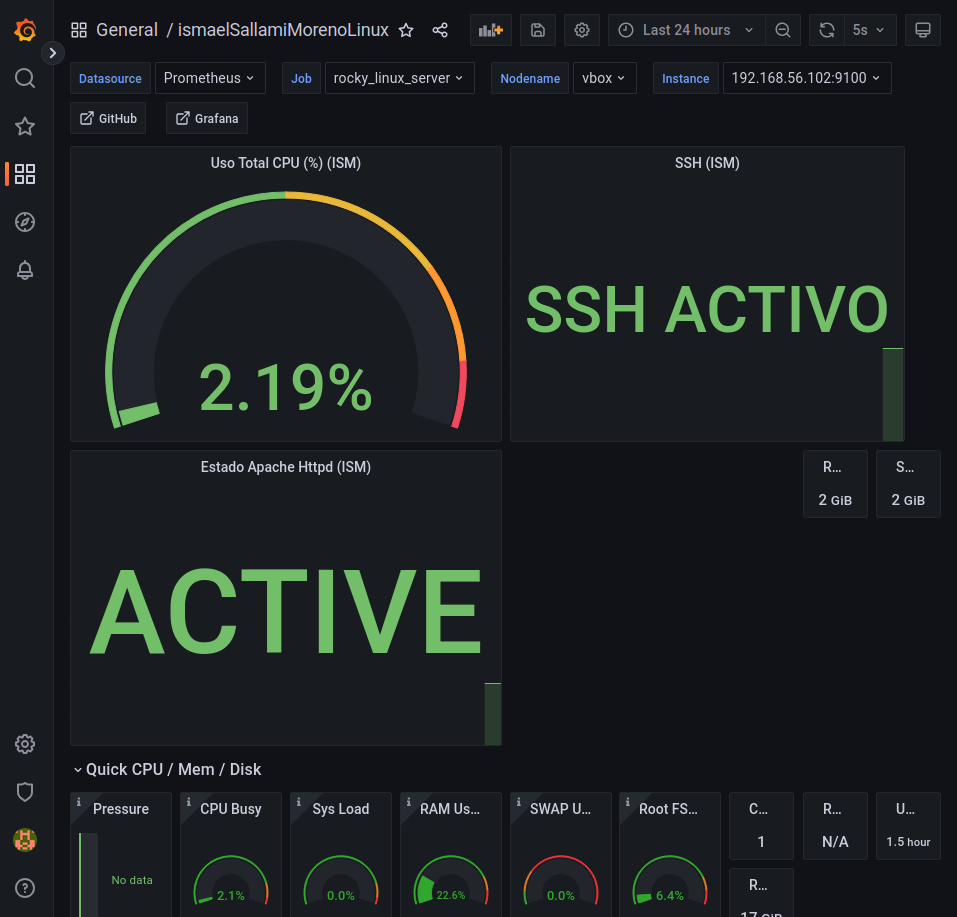 General / ismaelSallamiMorenoLinux
Last 24 hours
5s
Datasource Prometheus Job rocky_linux_server Nodename vbox Instance 192.168.56.102:9100
GitHub Grafana
Uso Total CPU (%) (ISM)
2.19%
SSH (ISM)
SSH ACTIVO
Estado Apache Httpd (ISM)
ACTIVE
R...
2 GiB
S...
2 GiB
Quick CPU / Mem / Disk
Pressure
No data
CPU Busy
2.1%
Sys Load
0.0%
RAM Us...
22.6%
SWAP U...
0.0%
Root FS...
6.4%
C...
1
R...
N/A
U...
1.5 hour
R...
17 GiB